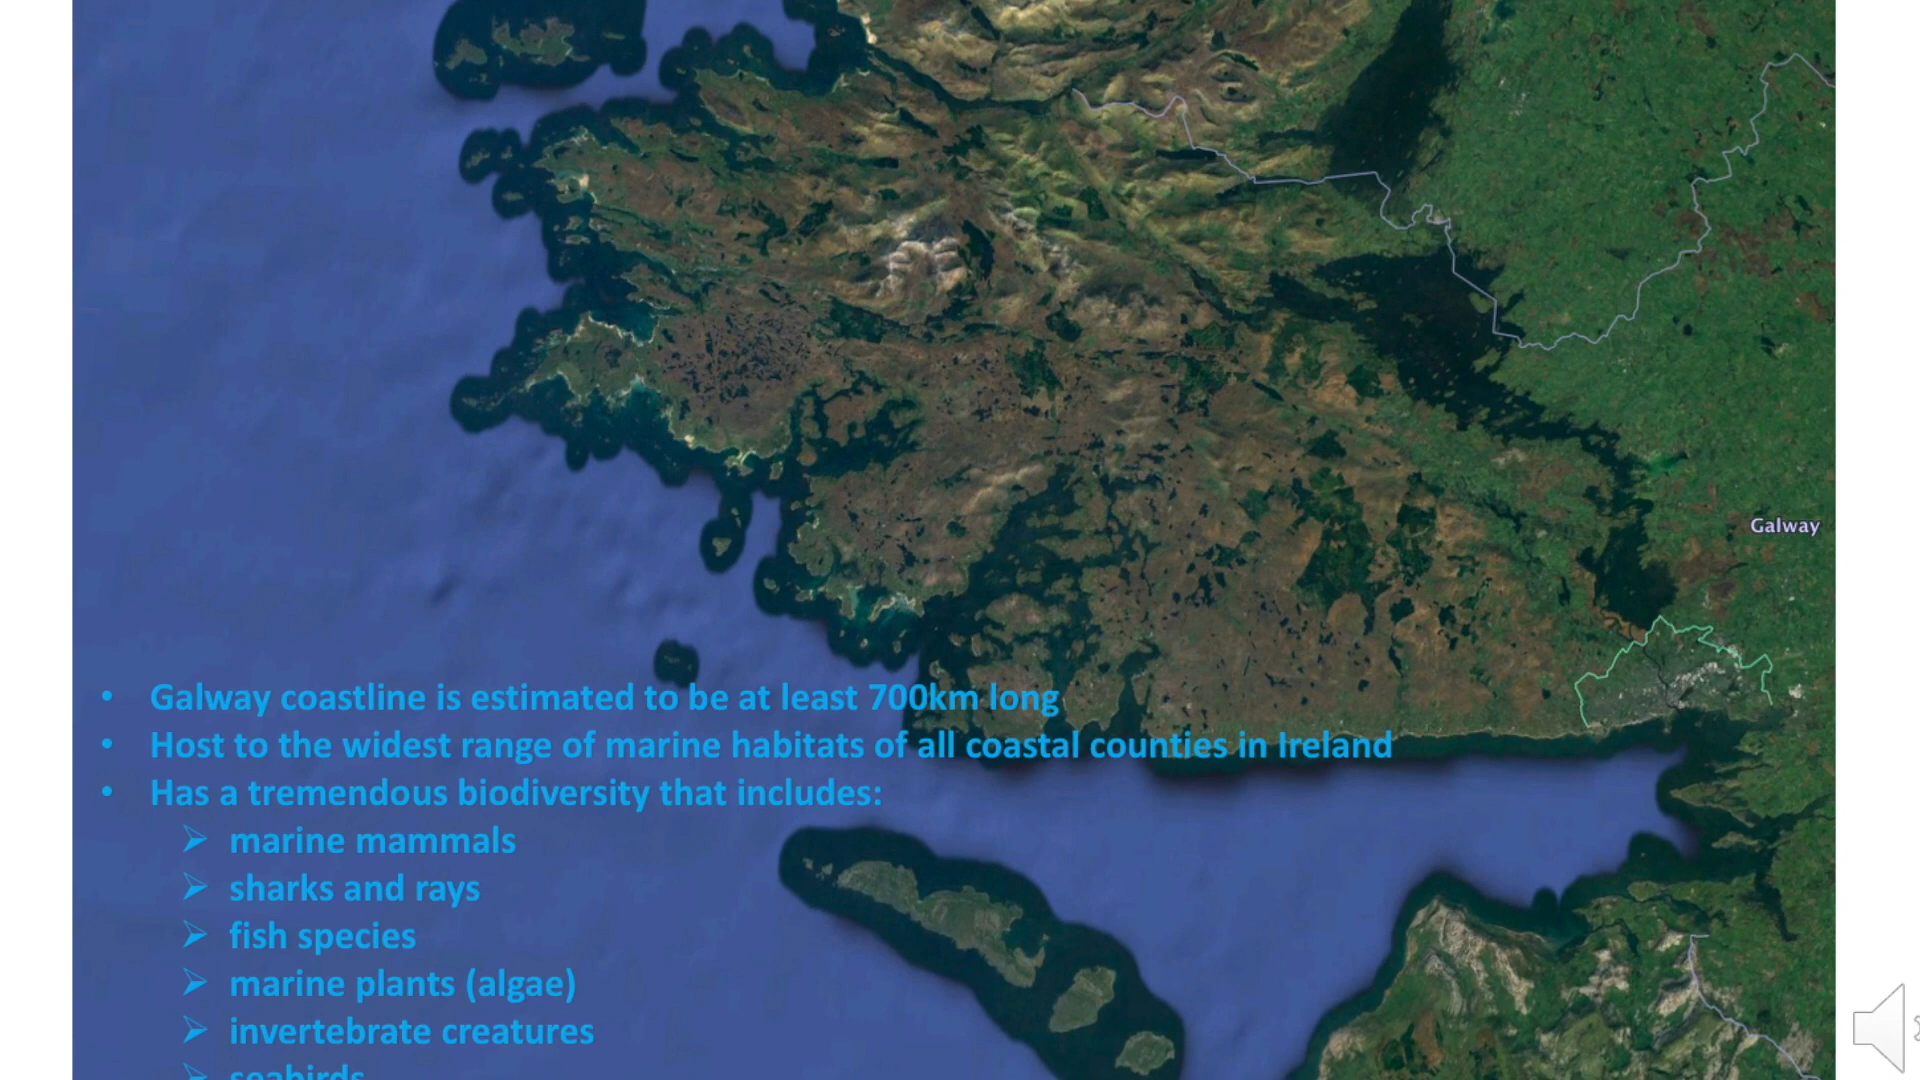 Galway
• Galway coastline is estimated to be at least 700km long
• Host to the widest range of marine habitats of all coastal counties in Ireland
• Has a tremendous biodiversity that includes:
➢ marine mammals
➢ sharks and rays
➢ fish species
➢ marine plants (algae)
➢ invertebrate creatures
➢ seabirds